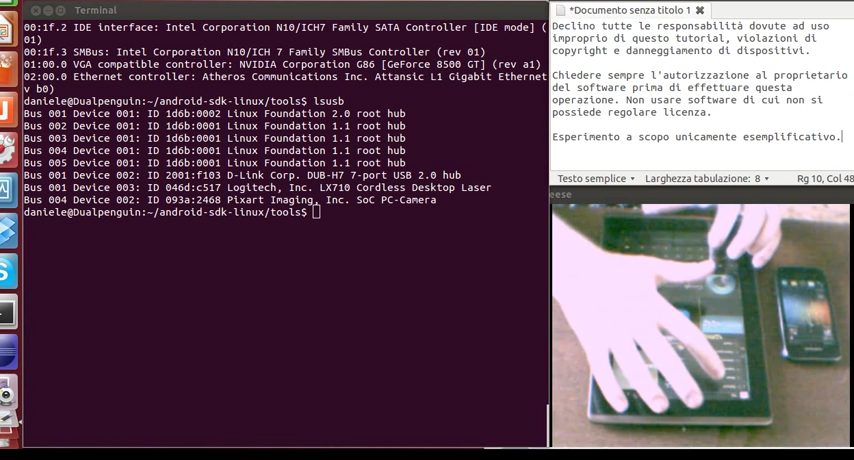 Terminal
00:1f.2 IDE interface: Intel Corporation N10/ICH7 Family SATA Controller [IDE mode] (
01)
00:1f.3 SMBus: Intel Corporation N10/ICH 7 Family SMBus Controller (rev 01)
01:00.0 VGA compatible controller: NVIDIA Corporation G86 [GeForce 8500 GT] (rev a1)
02:00.0 Ethernet controller: Atheros Communications Inc. Attansic L1 Gigabit Ethernet
v b0)
daniele@Dualpenguin:~/android-sdk-linux/tools$ lsusb
Bus 001 Device 001: ID 1d6b:0002 Linux Foundation 2.0 root hub
Bus 002 Device 001: ID 1d6b:0001 Linux Foundation 1.1 root hub
Bus 003 Device 001: ID 1d6b:0001 Linux Foundation 1.1 root hub
Bus 004 Device 001: ID 1d6b:0001 Linux Foundation 1.1 root hub
Bus 005 Device 001: ID 1d6b:0001 Linux Foundation 1.1 root hub
Bus 001 Device 002: ID 2001:f103 D-Link Corp. DUB-H7 7-port USB 2.0 hub
Bus 001 Device 003: ID 046d:c517 Logitech, Inc. LX710 Cordless Desktop Laser
Bus 004 Device 002: ID 093a:2468 Pixart Imaging, Inc. SoC PC-Camera
daniele@Dualpenguin:~/android-sdk-linux/tools$
*Documento senza titolo 1
Declino tutte le responsabilità dovute ad uso
improprio di questo tutorial, violazioni di
copyright e danneggiamento di dispositivi.
Chiedere sempre l'autorizzazione al proprietario
del software prima di effettuare questa
operazione. Non usare software di cui non si
possiede regolare licenza.
Esperimento a scopo unicamente esemplificativo.
Testo semplice Larghezza tabulazione: 8 Rg 10, Col 48
eese